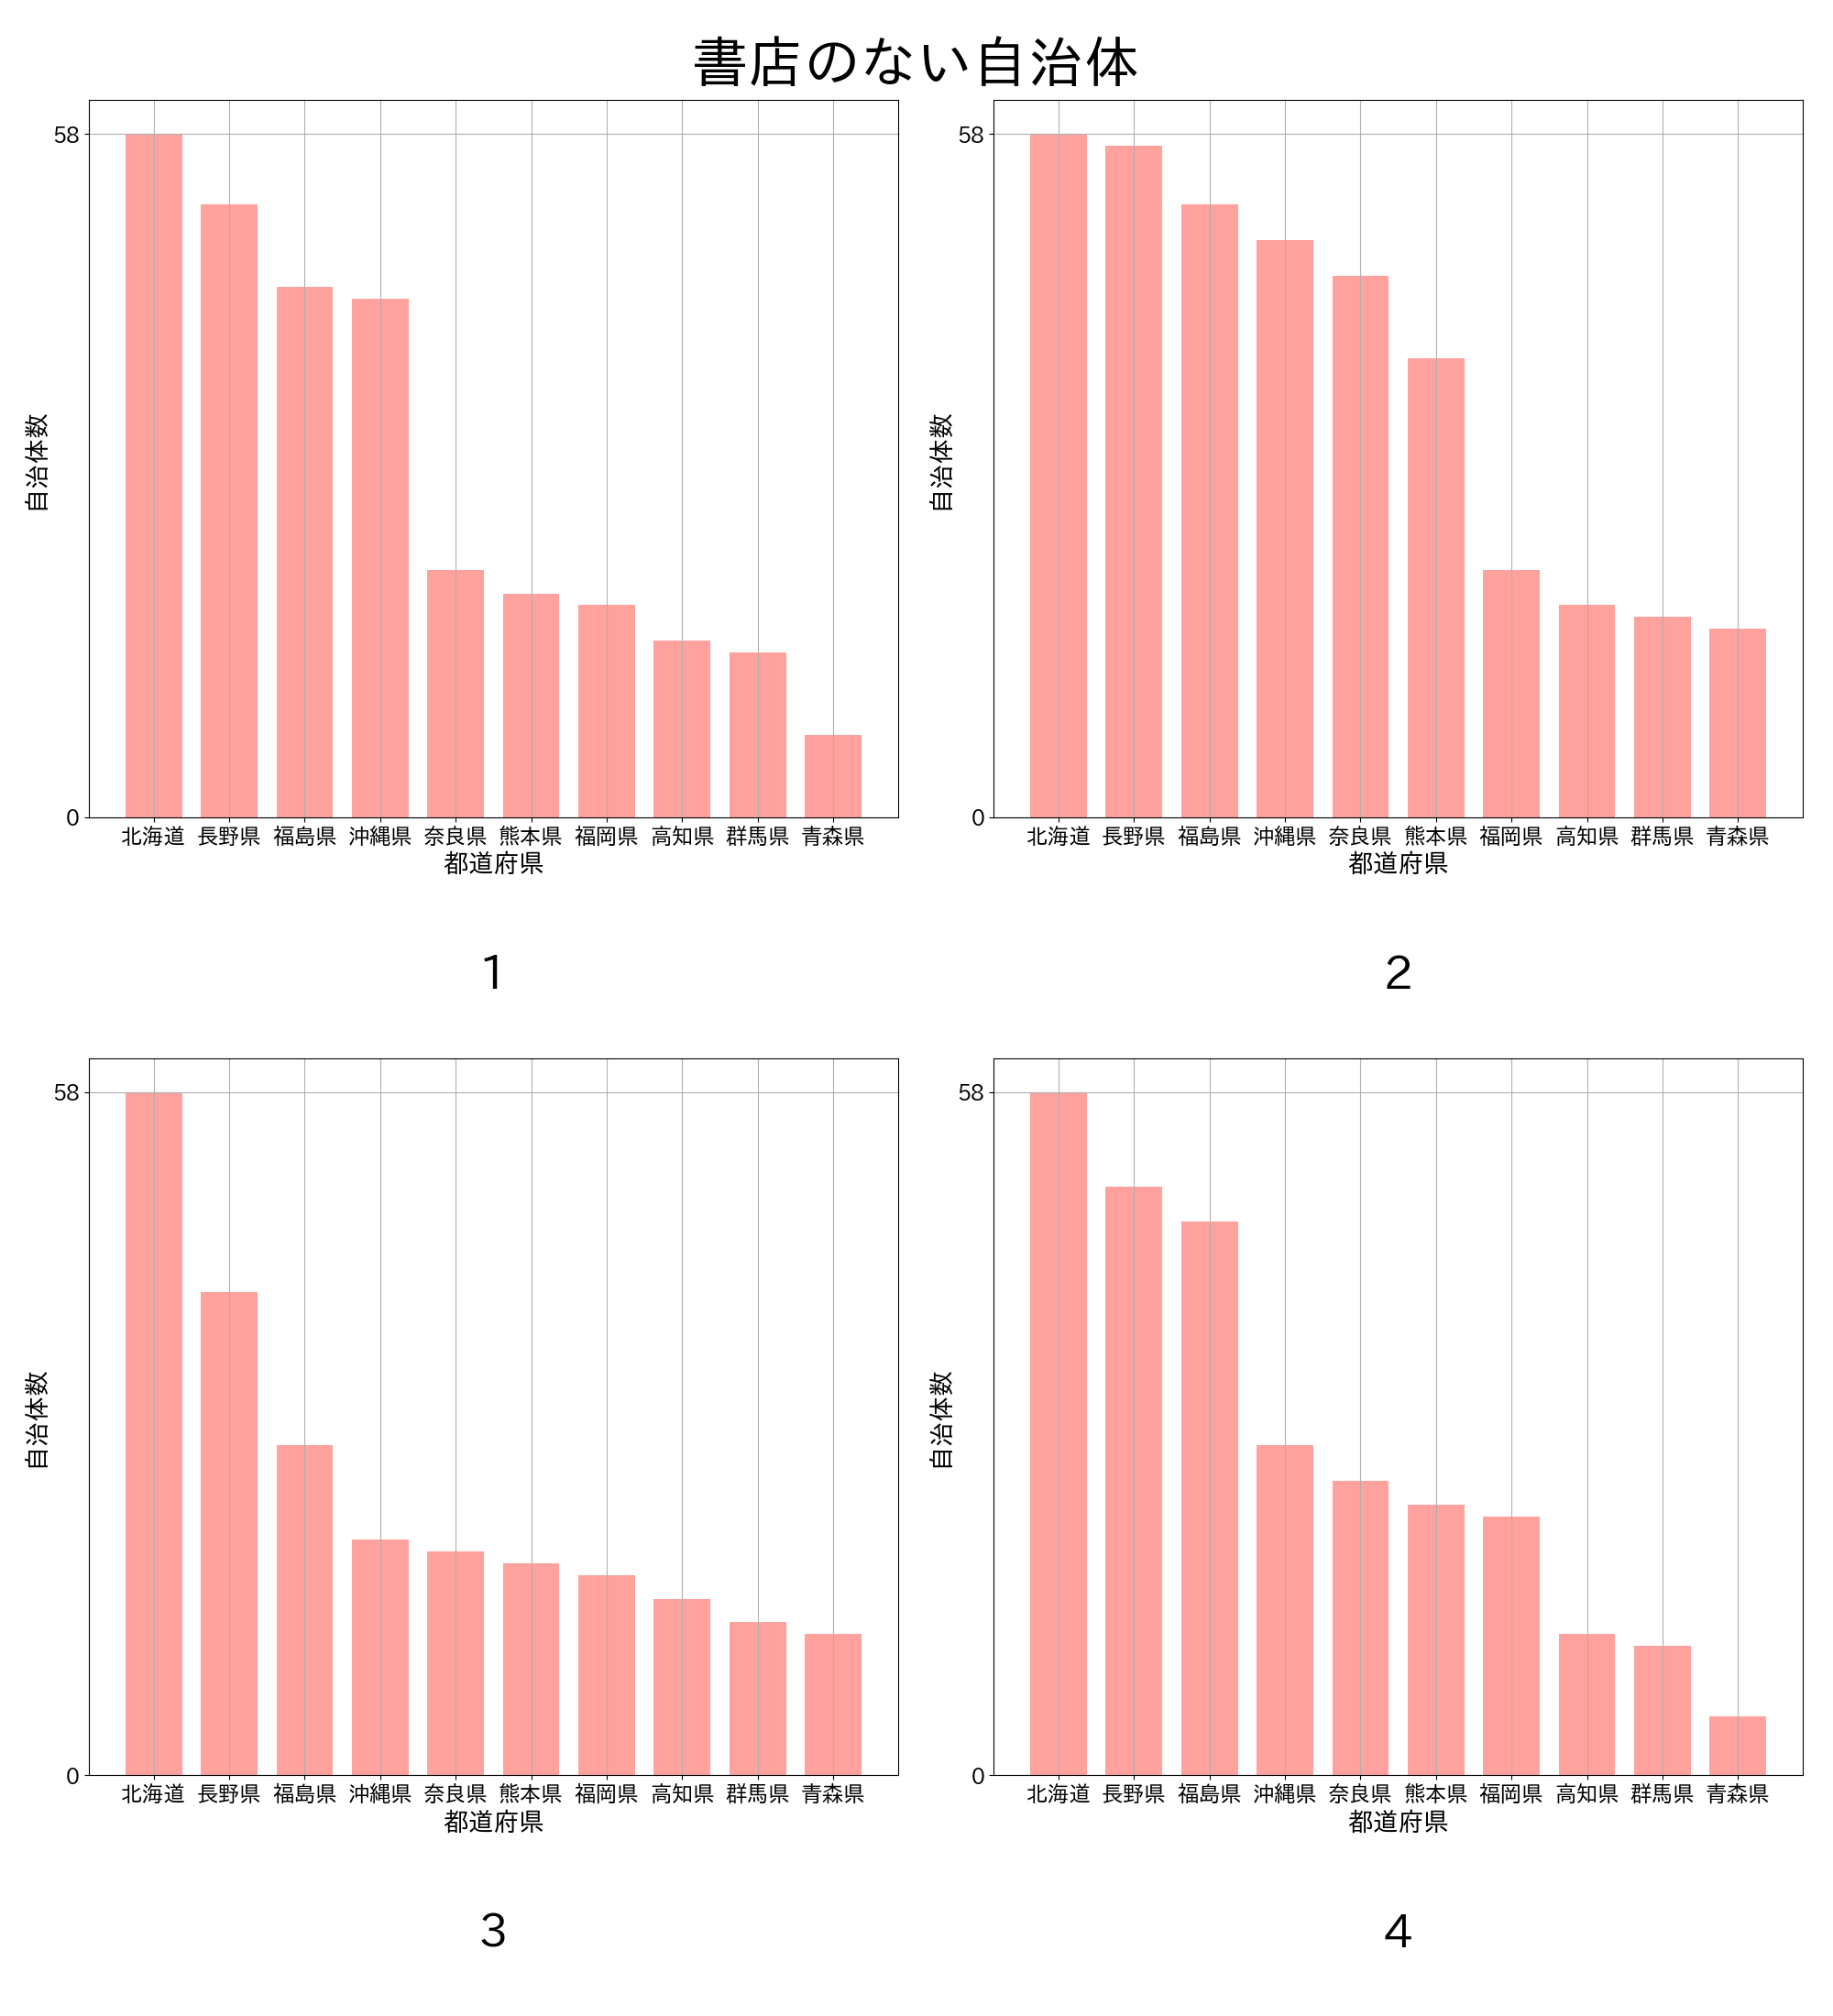 書店のない自治体
58
0
自治体数
北海道 長野県 福島県 沖縄県 奈良県 熊本県 福岡県 高知県 群馬県 青森県
都道府県
1
58
0
自治体数
北海道 長野県 福島県 沖縄県 奈良県 熊本県 福岡県 高知県 群馬県 青森県
都道府県
2
58
0
自治体数
北海道 長野県 福島県 沖縄県 奈良県 熊本県 福岡県 高知県 群馬県 青森県
都道府県
3
58
0
自治体数
北海道 長野県 福島県 沖縄県 奈良県 熊本県 福岡県 高知県 群馬県 青森県
都道府県
4